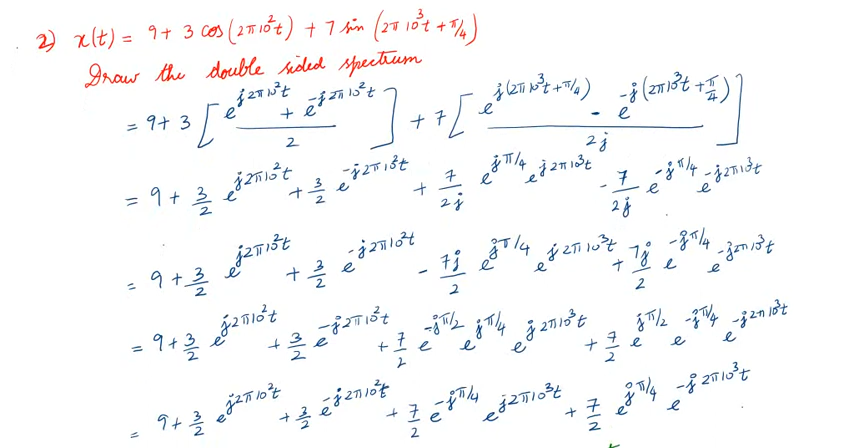 2) x(t) = 9 + 3 cos(2π10²t) + 7 sin(2π10³t + π/4)
Draw the double sided spectrum
= 9 + 3 [ (e^{j2π10²t} + e^{-j2π10²t}) / 2 ] + 7 [ (e^{j(2π10³t+π/4)} - e^{-j(2π10³t+π/4)}) / 2j ]
= 9 + 3/2 e^{j2π10²t} + 3/2 e^{-j2π10²t} + 7/2j e^{jπ/4} e^{j2π10³t} - 7/2j e^{-jπ/4} e^{-j2π10³t}
= 9 + 3/2 e^{j2π10²t} + 3/2 e^{-j2π10²t} - 7j/2 e^{jπ/4} e^{j2π10³t} + 7j/2 e^{-jπ/4} e^{-j2π10³t}
= 9 + 3/2 e^{j2π10²t} + 3/2 e^{-j2π10²t} + 7/2 e^{-jπ/2} e^{jπ/4} e^{j2π10³t} + 7/2 e^{jπ/2} e^{-jπ/4} e^{-j2π10³t}
= 9 + 3/2 e^{j2π10²t} + 3/2 e^{-j2π10²t} + 7/2 e^{-jπ/4} e^{j2π10³t} + 7/2 e^{jπ/4} e^{-j2π10³t}